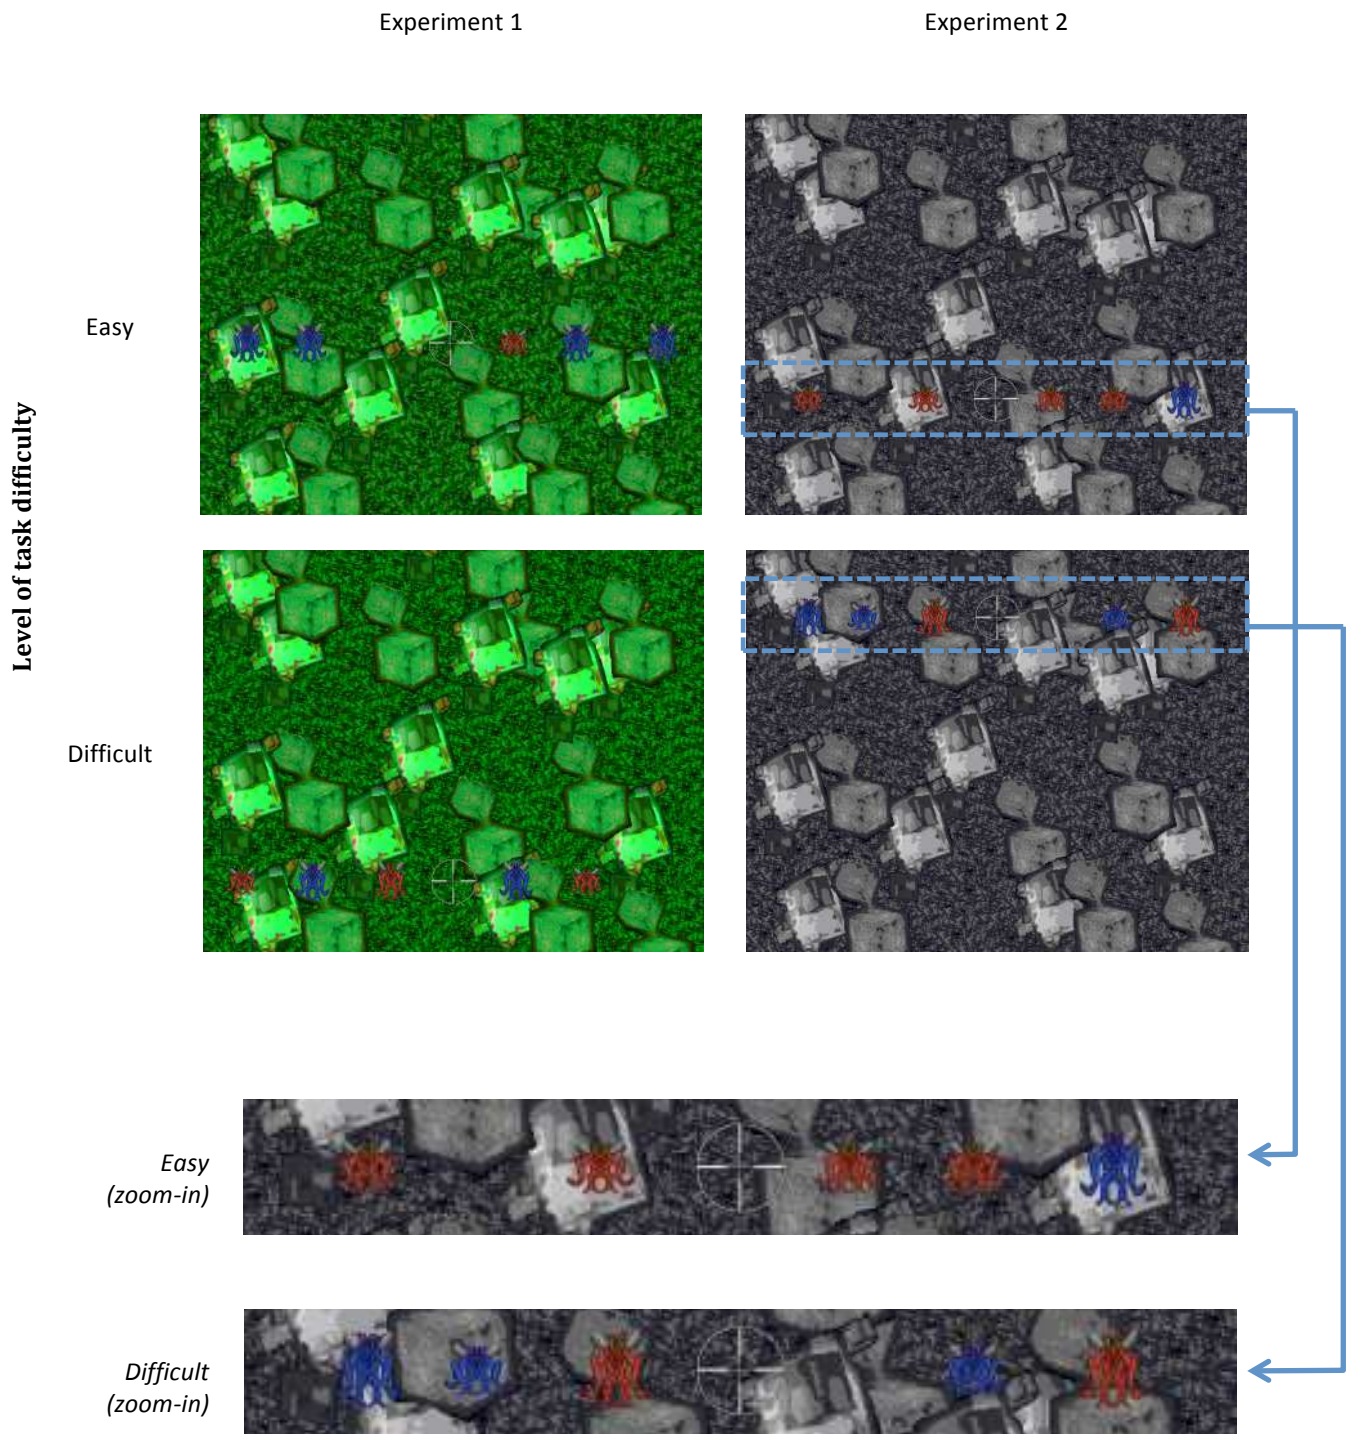 Experiment 1
Experiment 2
Level of task difficulty
Easy
Difficult
Easy
(zoom-in)
Difficult
(zoom-in)